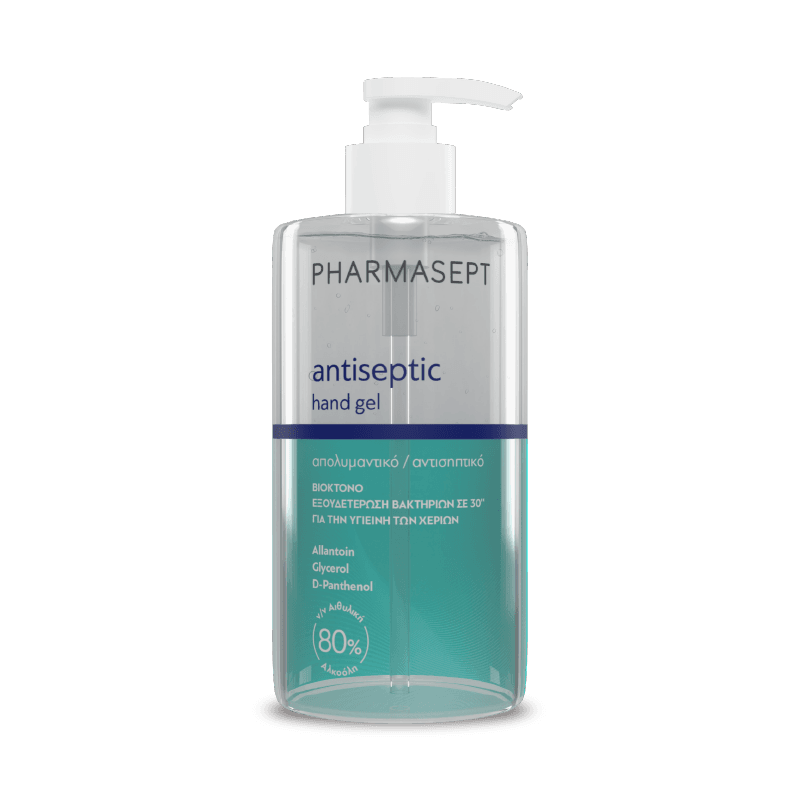 PHARMASEPT
antiseptic
hand gel
απολυμαντικό / αντισηπτικό
ΒΙΟΚΤΟΝΟ
ΕΞΟΥΔΕΤΕΡΩΣΗ ΒΑΚΤΗΡΙΩΝ ΣΕ 30"
ΓΙΑ ΤΗΝ ΥΓΙΕΙΝΗ ΤΩΝ ΧΕΡΙΩΝ
Allantoin
Glycerol
D-Panthenol
v/v Αιθυλική
80%
Αλκοόλη